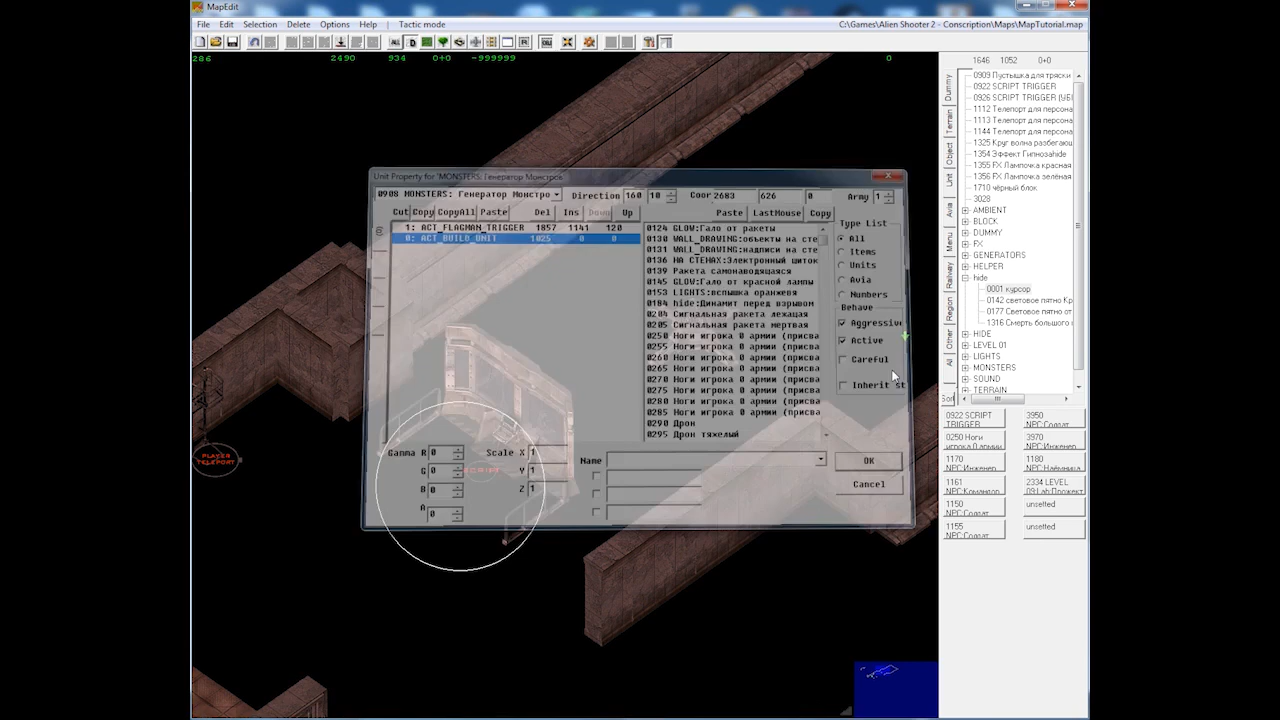 MapEdit
File Edit Selection Delete Options Help Tactic mode C:\Games\Alien Shooter 2 - Conscription\Maps\MapTutorial.map
286 2490 934 0+0 -999999 0
1646 1052 0+0
Dummy
Terrain
Object
Unit
Avia
Menu
Railway
Region
Other
All
0909 Пустышка для тряски
0922 SCRIPT TRIGGER
0926 SCRIPT TRIGGER (УБ
1112 Телепорт для персона
1113 Телепорт для персона
1144 Телепорт для персона
1325 Круг волна разбегаю
1354 Эффект Гипнозаhide
1355 FX Лампочка красная
1356 FX Лампочка зелёная
1710 чёрный блок
3028
AMBIENT
BLOCK
DUMMY
FX
GENERATORS
HELPER
hide
0001 курсор
0142 световое пятно Кр
0177 Световое пятно от
1316 Смерть большого
HIDE
LEVEL 01
LIGHTS
MONSTERS
SOUND
TERRAIN
Sort
0922 SCRIPT TRIGGER
3950 NPC:Солдат
0250 Ноги игрока 0 армии
3970 NPC:Инженер
1170 NPC:Инженер
1180 NPC:Наёмница
1161 NPC:Командор
2334 LEVEL 09 Lab:Прожект
1150 NPC:Солдат
unsetted
1155 NPC:Солдат
unsetted
Unit Property for 'MONSTERS: Генератор Монстров
0908 MONSTERS: Генератор Монстро Direction 160 10 Coor 2683 626 0 Army 1
Cut Copy CopyAll Paste Del Ins Down Up Paste LastMouse Copy
1: ACT_FLAGMAN_TRIGGER 1857 1141 120
0: ACT_BUILD_UNIT 1025 0 0
0124 GLOW:Гало от ракеты
0130 WALL_DRAWING:объекты на сте
0131 WALL_DRAWING:надписи на сте
0136 НА СТЕНАХ:Электронный щиток
0139 Ракета самонаводящаяся
0145 GLOW:Гало от красной лампы
0153 LIGHTS:вспышка оранжевя
0184 hide:Динамит перед взрывом
0204 Сигнальная ракета лежащая
0205 Сигнальная ракета мертвая
0250 Ноги игрока 0 армии (присва
0255 Ноги игрока 0 армии (присва
0260 Ноги игрока 0 армии (присва
0265 Ноги игрока 0 армии (присва
0270 Ноги игрока 0 армии (присва
0275 Ноги игрока 0 армии (присва
0280 Ноги игрока 0 армии (присва
0285 Ноги игрока 0 армии (присва
0290 Дрон
0295 Дрон тяжелый
Type List
All
Items
Units
Avia
Numbers
Behave
Aggressive
Active
Careful
Inherit st
Gamma R 0 Scale X 1
G 0 Y 1
B 0 Z 1
A 0
Name
OK
Cancel
PLAYER TELEPORT
SCRIPT